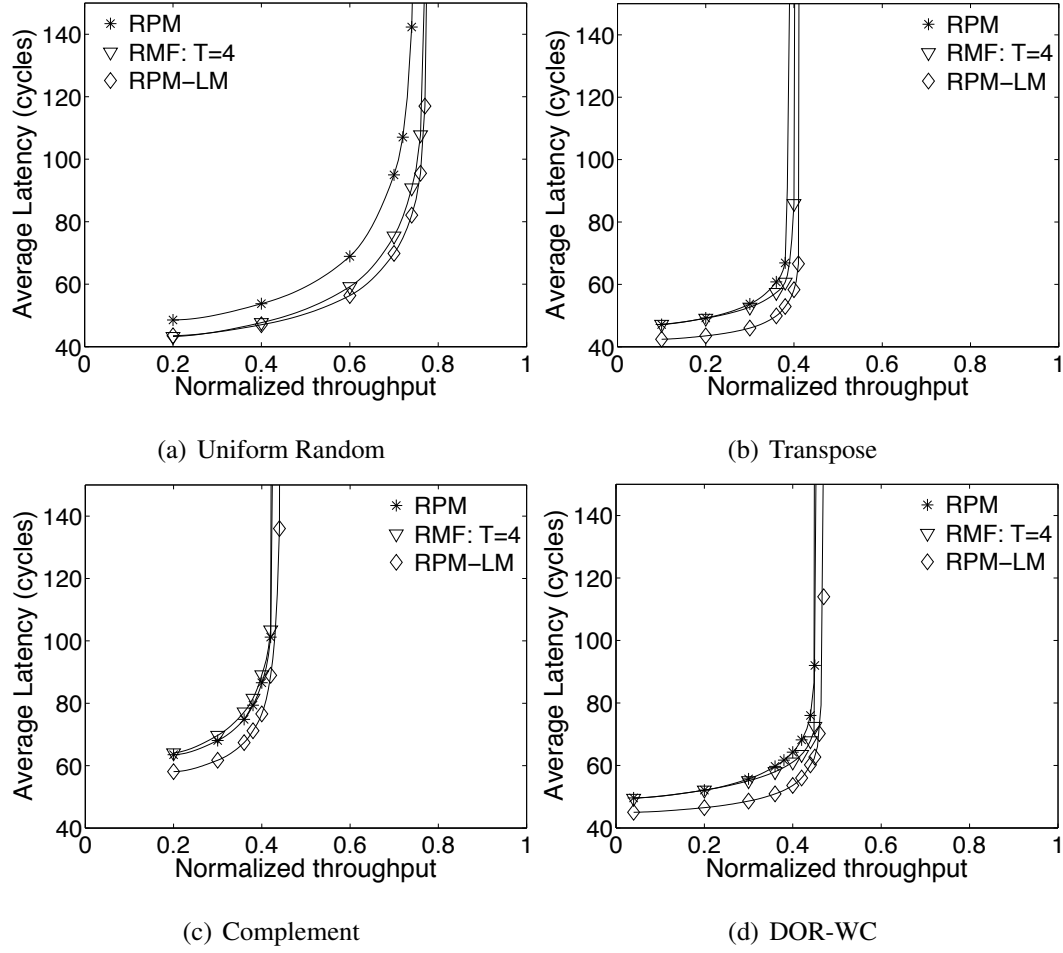 Average Latency (cycles)
140
120
100
80
60
40
0
0.2
0.4
0.6
0.8
1
Normalized throughput
RPM
RMF: T=4
RPM−LM
(a) Uniform Random
Average Latency (cycles)
140
120
100
80
60
40
0
0.2
0.4
0.6
0.8
1
Normalized throughput
RPM
RMF: T=4
RPM−LM
(b) Transpose
Average Latency (cycles)
140
120
100
80
60
40
0
0.2
0.4
0.6
0.8
1
Normalized throughput
RPM
RMF: T=4
RPM−LM
(c) Complement
Average Latency (cycles)
140
120
100
80
60
40
0
0.2
0.4
0.6
0.8
1
Normalized throughput
RPM
RMF: T=4
RPM−LM
(d) DOR-WC